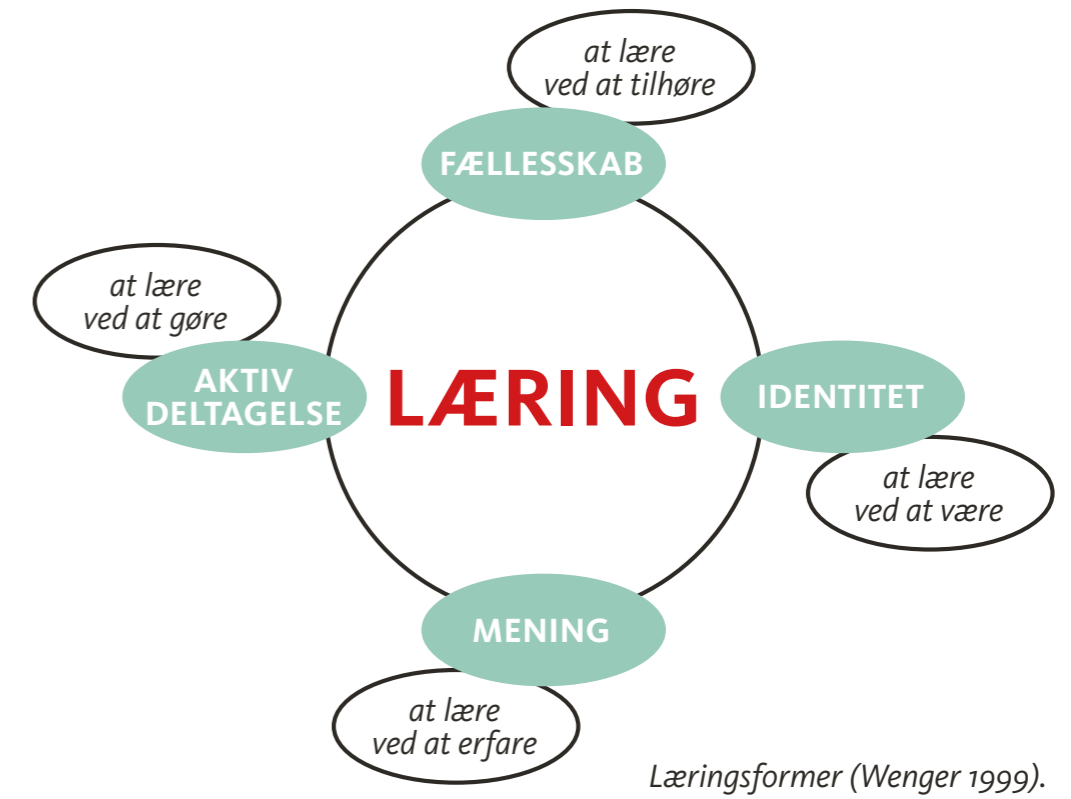 at lære
ved at tilhøre
FÆLLESSKAB
at lære
ved at gøre
AKTIV
DELTAGELSE
LÆRING
IDENTITET
at lære
ved at være
MENING
at lære
ved at erfare
Læringsformer (Wenger 1999).